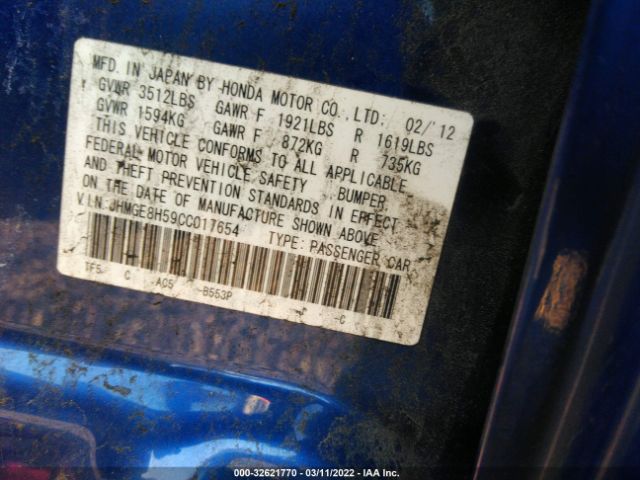 MFD. IN JAPAN BY HONDA MOTOR CO., LTD. 02/'12
GVWR 3512LBS GAWR F 1921LBS R 1619LBS
GVWR 1594KG GAWR F 872KG R 735KG
THIS VEHICLE CONFORMS TO ALL APPLICABLE
FEDERAL MOTOR VEHICLE SAFETY BUMPER
AND THEFT PREVENTION STANDARDS IN EFFECT
ON THE DATE OF MANUFACTURE SHOWN ABOVE
V.I.N: JHMGE8H59CC017654 TYPE: PASSENGER CAR
TF5 C AC5 -B553P -C
000-32621770 - 03/11/2022 - IAA Inc.